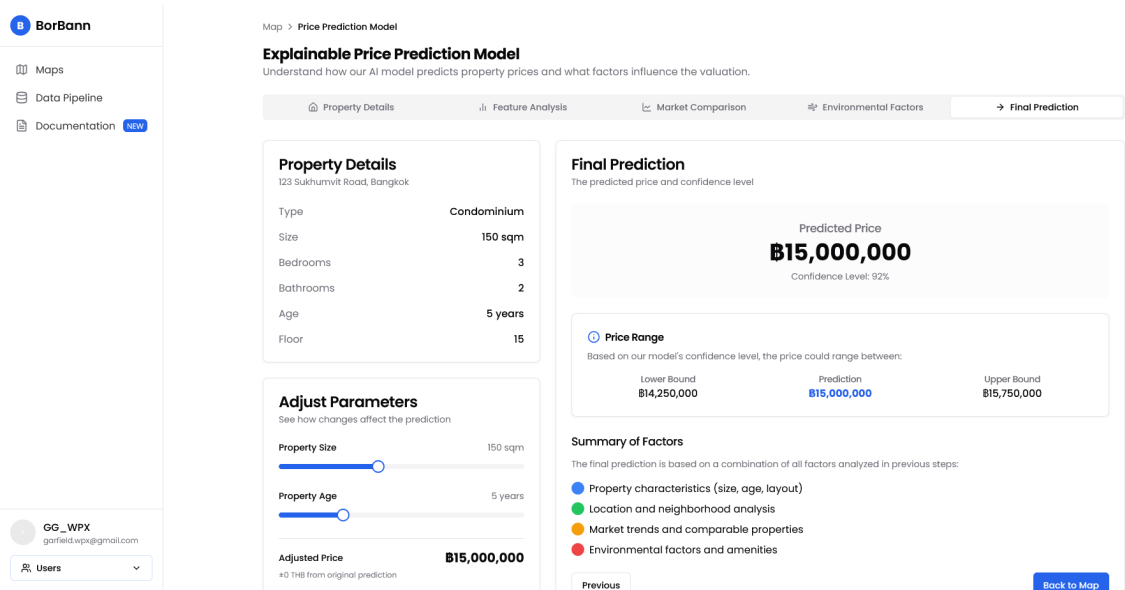 B BorBann
Maps
Data Pipeline
Documentation NEW
GG_WPX
garfield.wpx@gmail.com
Users
Map > Price Prediction Model
Explainable Price Prediction Model
Understand how our AI model predicts property prices and what factors influence the valuation.
Property Details Feature Analysis Market Comparison Environmental Factors → Final Prediction
Property Details
123 Sukhumvit Road, Bangkok
Type Condominium
Size 150 sqm
Bedrooms 3
Bathrooms 2
Age 5 years
Floor 15
Adjust Parameters
See how changes affect the prediction
Property Size 150 sqm
Property Age 5 years
Adjusted Price ฿15,000,000
±0 THB from original prediction
Final Prediction
The predicted price and confidence level
Predicted Price
฿15,000,000
Confidence Level: 92%
Price Range
Based on our model's confidence level, the price could range between:
Lower Bound Prediction Upper Bound
฿14,250,000 ฿15,000,000 ฿15,750,000
Summary of Factors
The final prediction is based on a combination of all factors analyzed in previous steps:
Property characteristics (size, age, layout)
Location and neighborhood analysis
Market trends and comparable properties
Environmental factors and amenities
Previous Back to Map